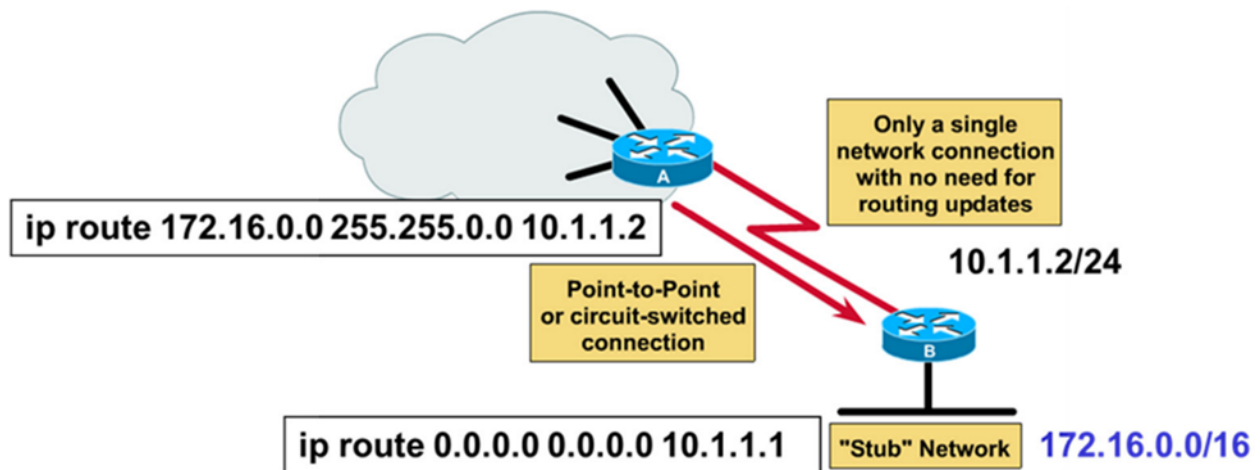 A
Only a single
network connection
with no need for
routing updates
ip route 172.16.0.0 255.255.0.0 10.1.1.2
10.1.1.2/24
Point-to-Point
or circuit-switched
connection
B
ip route 0.0.0.0 0.0.0.0 10.1.1.1
"Stub" Network
172.16.0.0/16